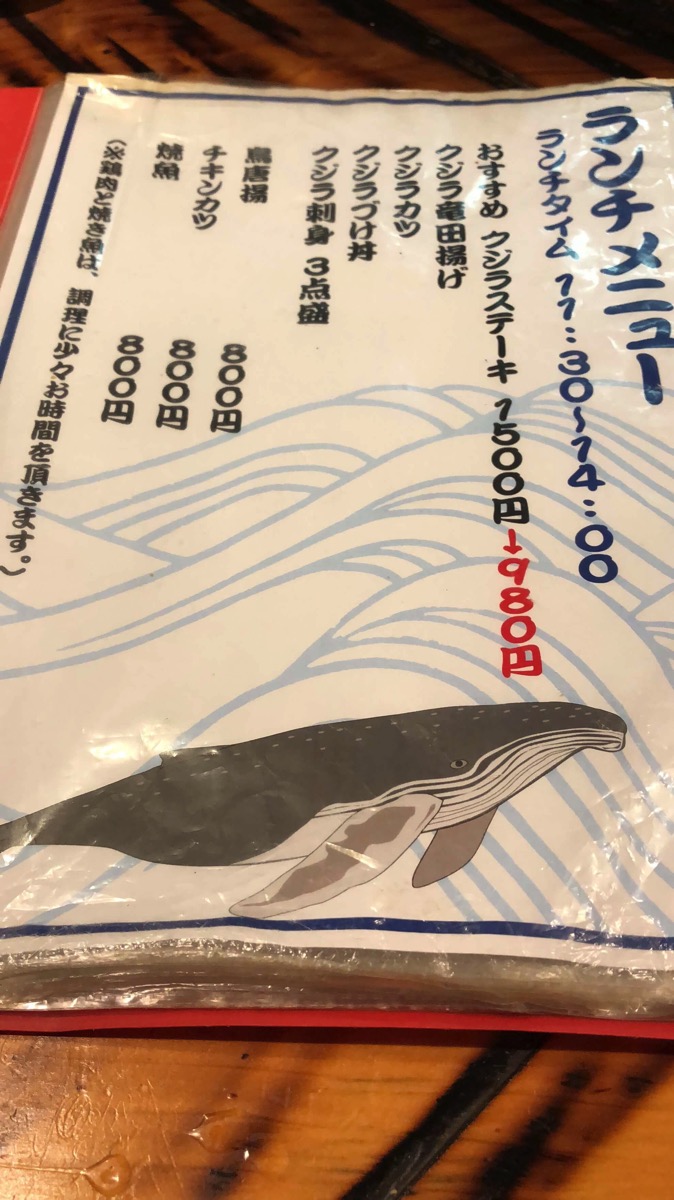 ランチメニュー
ランチタイム 11:30~14:00
おすすめ クジラステーキ 1500円→980円
クジラ竜田揚げ
クジラカツ
クジラづけ丼
クジラ刺身 3点盛
鳥唐揚 800円
チキンカツ 800円
焼魚 800円
(※鶏肉と焼き魚は、調理に少々お時間を頂きます。)